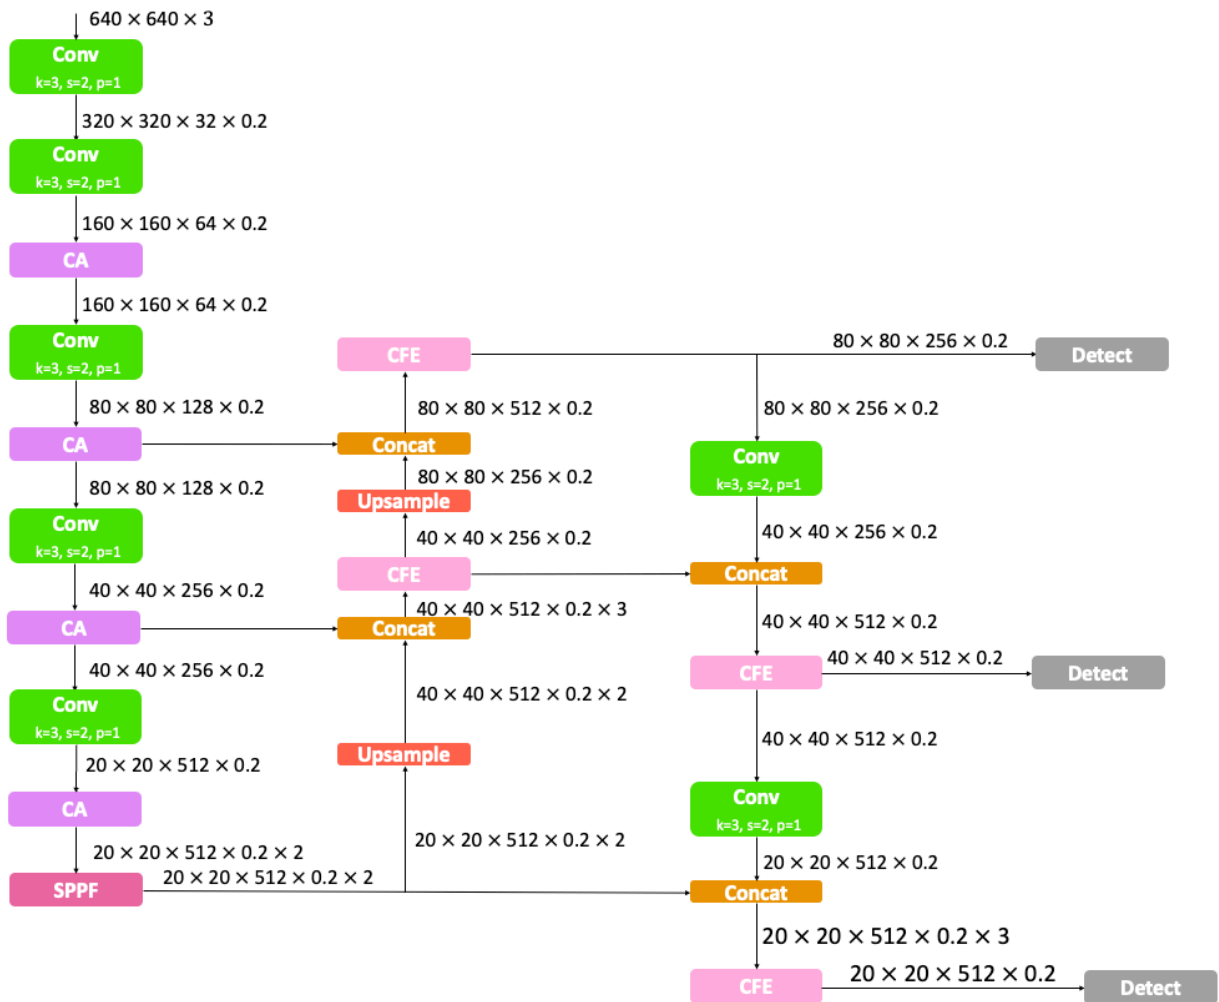 640 × 640 × 3
Conv
k=3, s=2, p=1
320 × 320 × 32 × 0.2
Conv
k=3, s=2, p=1
160 × 160 × 64 × 0.2
CA
160 × 160 × 64 × 0.2
Conv
k=3, s=2, p=1
80 × 80 × 128 × 0.2
CA
80 × 80 × 128 × 0.2
Conv
k=3, s=2, p=1
40 × 40 × 256 × 0.2
CA
40 × 40 × 256 × 0.2
Conv
k=3, s=2, p=1
20 × 20 × 512 × 0.2
CA
20 × 20 × 512 × 0.2 × 2
SPPF
20 × 20 × 512 × 0.2 × 2
CFE
80 × 80 × 512 × 0.2
Concat
80 × 80 × 256 × 0.2
Upsample
40 × 40 × 256 × 0.2
CFE
40 × 40 × 512 × 0.2 × 3
Concat
40 × 40 × 512 × 0.2 × 2
Upsample
20 × 20 × 512 × 0.2 × 2
80 × 80 × 256 × 0.2
Detect
80 × 80 × 256 × 0.2
Conv
k=3, s=2, p=1
40 × 40 × 256 × 0.2
Concat
40 × 40 × 512 × 0.2
CFE
40 × 40 × 512 × 0.2
Detect
40 × 40 × 512 × 0.2
Conv
k=3, s=2, p=1
20 × 20 × 512 × 0.2
Concat
20 × 20 × 512 × 0.2 × 3
CFE
20 × 20 × 512 × 0.2
Detect